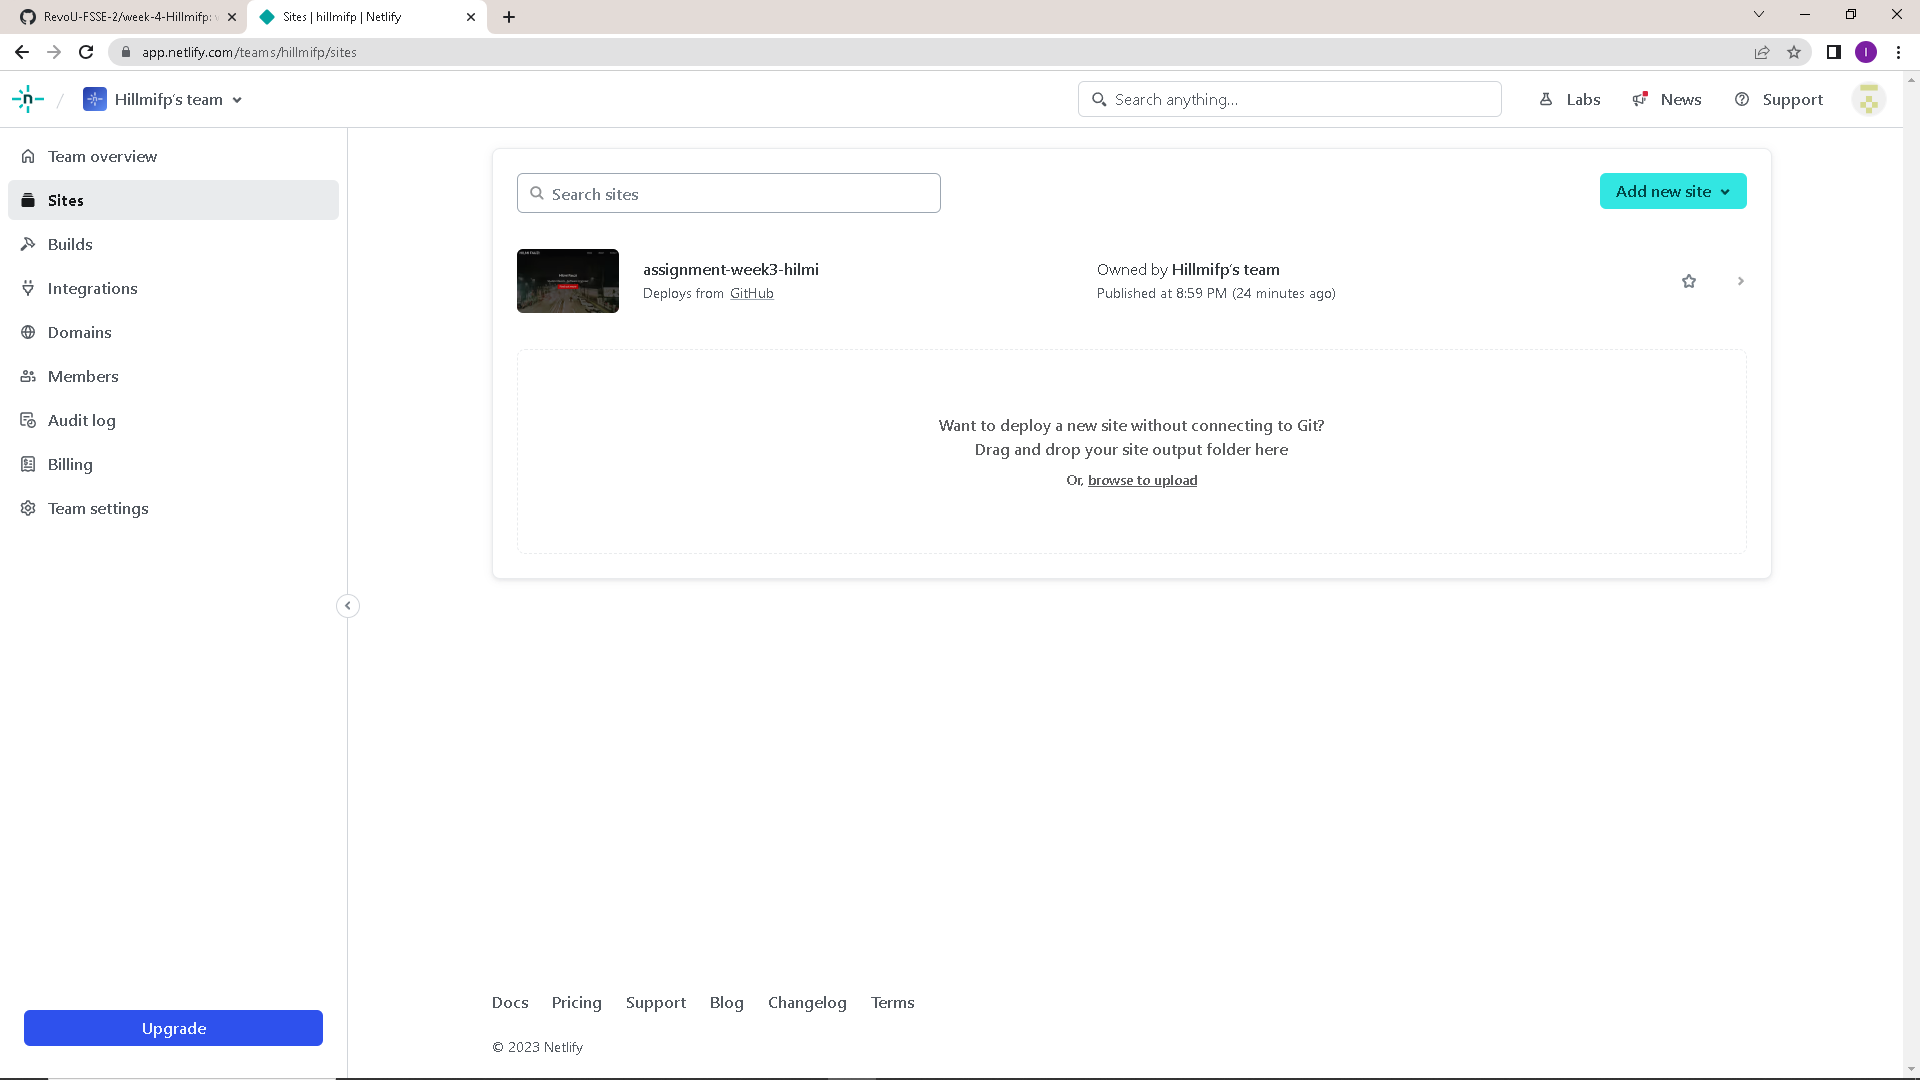 RevoU-FSSE-2/week-4-Hillmifp:
Sites | hillmifp | Netlify
app.netlify.com/teams/hillmifp/sites
I
n / Hillmifp's team
Search anything...
Labs
News
Support
Team overview
Sites
Builds
Integrations
Domains
Members
Audit log
Billing
Team settings
Upgrade
Search sites
Add new site
assignment-week3-hilmi
Deploys from GitHub
Owned by Hillmifp's team
Published at 8:59 PM (24 minutes ago)
Want to deploy a new site without connecting to Git?
Drag and drop your site output folder here
Or, browse to upload
Docs Pricing Support Blog Changelog Terms
© 2023 Netlify